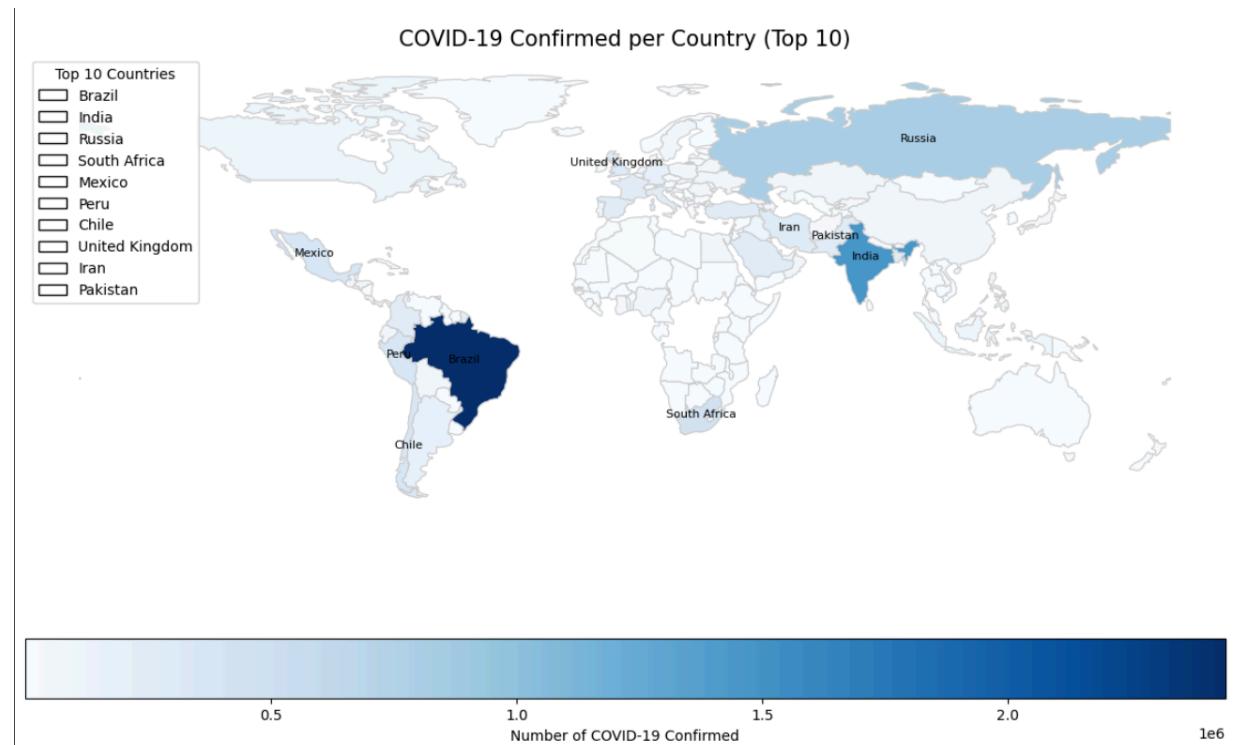 COVID-19 Confirmed per Country (Top 10)
Top 10 Countries
Brazil
India
Russia
South Africa
Mexico
Peru
Chile
United Kingdom
Iran
Pakistan
Russia
United Kingdom
Iran
Pakistan
Mexico
India
Peru
Brazil
South Africa
Chile
0.5
1.0
1.5
2.0
1e6
Number of COVID-19 Confirmed